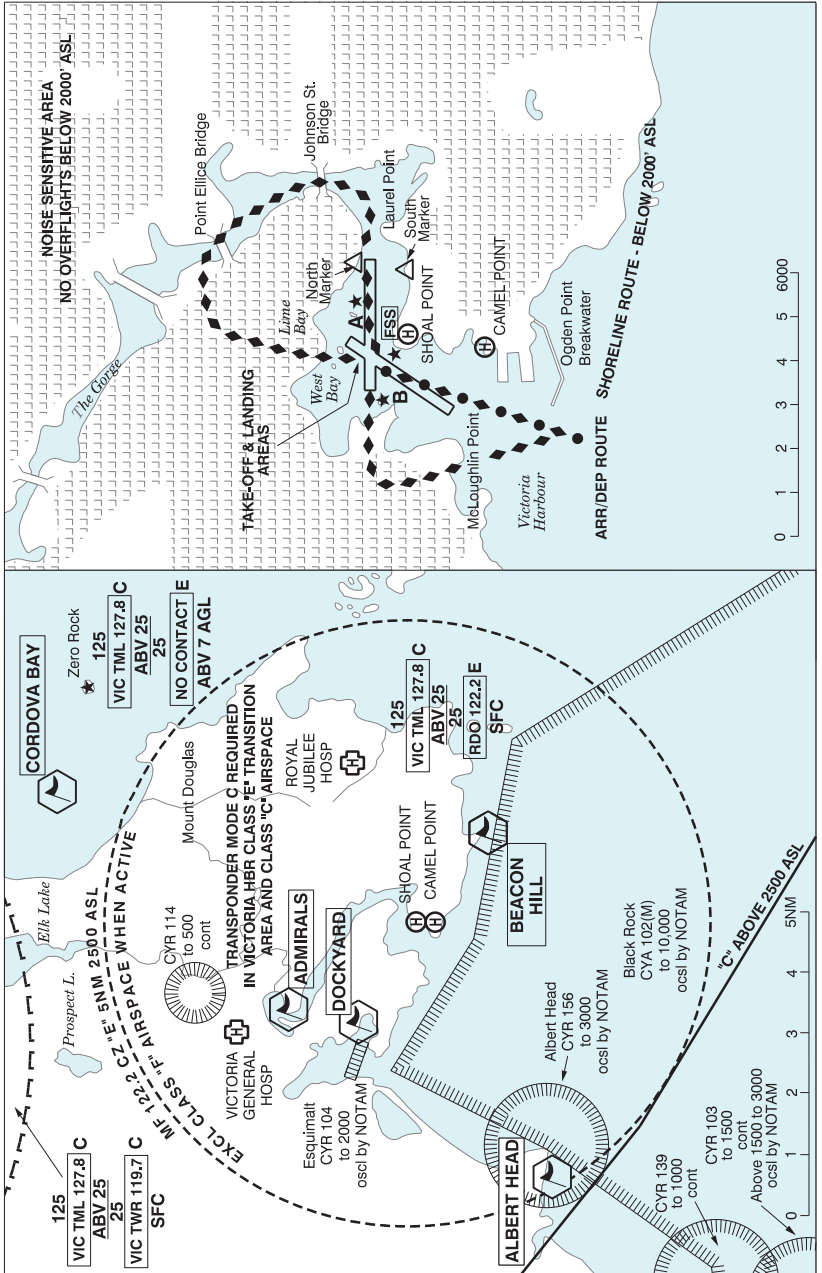 NOISE SENSITIVE AREA
NO OVERFLIGHTS BELOW 2000' ASL
The Gorge
Point Ellice Bridge
Johnson St.
Bridge
TAKE-OFF & LANDING
AREAS
Lime
Bay
West
Bay
North
Marker
A
Laurel Point
South
Marker
FSS
SHOAL POINT
H
B
CAMEL POINT
H
McLoughlin Point
Victoria
Harbour
Ogden Point
Breakwater
ARR/DEP ROUTE
SHORELINE ROUTE - BELOW 2000' ASL
0 1 2 3 4 5 6000
125
VIC TML 127.8 C
ABV 25
25
VIC TWR 119.7 C
SFC
Prospect L.
Elk Lake
CORDOVA BAY
Zero Rock
125
VIC TML 127.8 C
ABV 25
25
NO CONTACT E
ABV 7 AGL
MF 122.2 CZ "E" 5NM 2500 ASL
EXCL CLASS "F" AIRSPACE WHEN ACTIVE
Mount Douglas
CYR 114
to 500
cont
TRANSPONDER MODE C REQUIRED
IN VICTORIA HBR CLASS "E" TRANSITION
AREA AND CLASS "C" AIRSPACE
VICTORIA
GENERAL
HOSP
H
ADMIRALS
ROYAL
JUBILEE
HOSP
H
DOCKYARD
Esquimalt
CYR 104
to 2000
oscl by NOTAM
SHOAL POINT
H
CAMEL POINT
H
125
VIC TML 127.8 C
ABV 25
25
RDO 122.2 E
SFC
BEACON
HILL
ALBERT HEAD
Albert Head
CYR 156
to 3000
ocsl by NOTAM
Black Rock
CYA 102(M)
to 10,000
ocsl by NOTAM
"C" ABOVE 2500 ASL
CYR 139
to 1000
cont
CYR 103
to 1500
cont
Above 1500 to 3000
ocsl by NOTAM
0 1 2 3 4 5NM